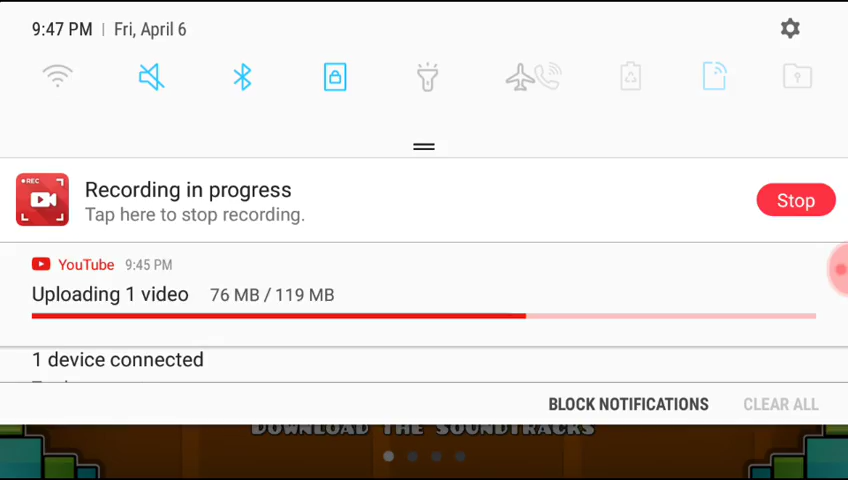 9:47 PM | Fri, April 6
REC
Recording in progress
Tap here to stop recording.
Stop
YouTube 9:45 PM
Uploading 1 video 76 MB / 119 MB
1 device connected
BLOCK NOTIFICATIONS CLEAR ALL
DOWNLOAD THE SOUNDTRACKS